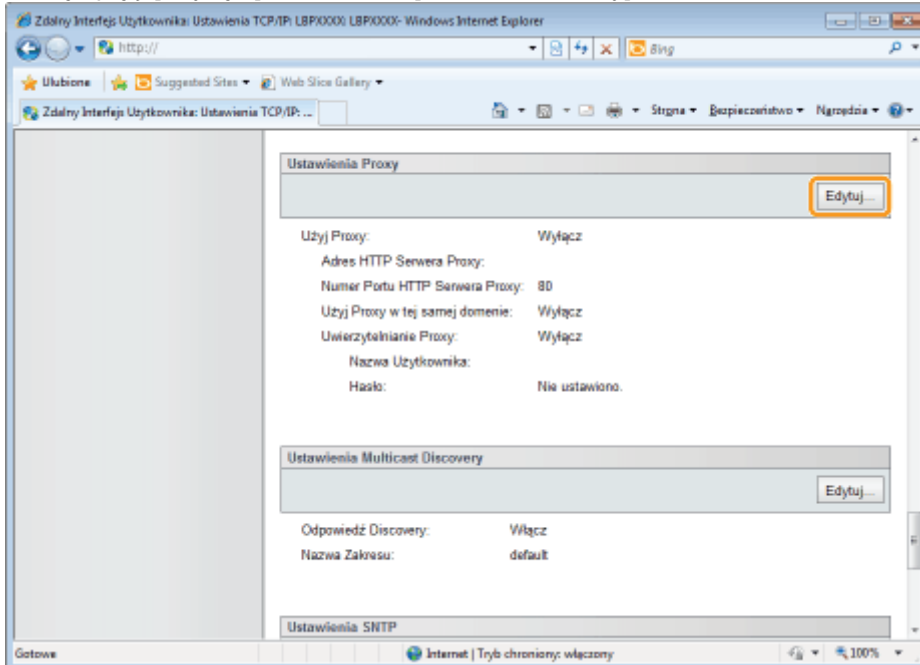 Zdalny Interfejs Użytkownika: Ustawienia TCP/IP: LBPXXXX: LBPXXXX- Windows Internet Explorer
http://
Bing
Ulubione Suggested Sites Web Slice Gallery
Zdalny Interfejs Użytkownika: Ustawienia TCP/IP: ...
Strona Bezpieczeństwo Narzędzia
Ustawienia Proxy
Edytuj...
Użyj Proxy: Wyłącz
Adres HTTP Serwera Proxy:
Numer Portu HTTP Serwera Proxy: 80
Użyj Proxy w tej samej domenie: Wyłącz
Uwierzytelnianie Proxy: Wyłącz
Nazwa Użytkownika:
Hasło: Nie ustawiono.
Ustawienia Multicast Discovery
Edytuj...
Odpowiedź Discovery: Włącz
Nazwa Zakresu: default
Ustawienia SNTP
Gotowe Internet | Tryb chroniony: włączony 100%